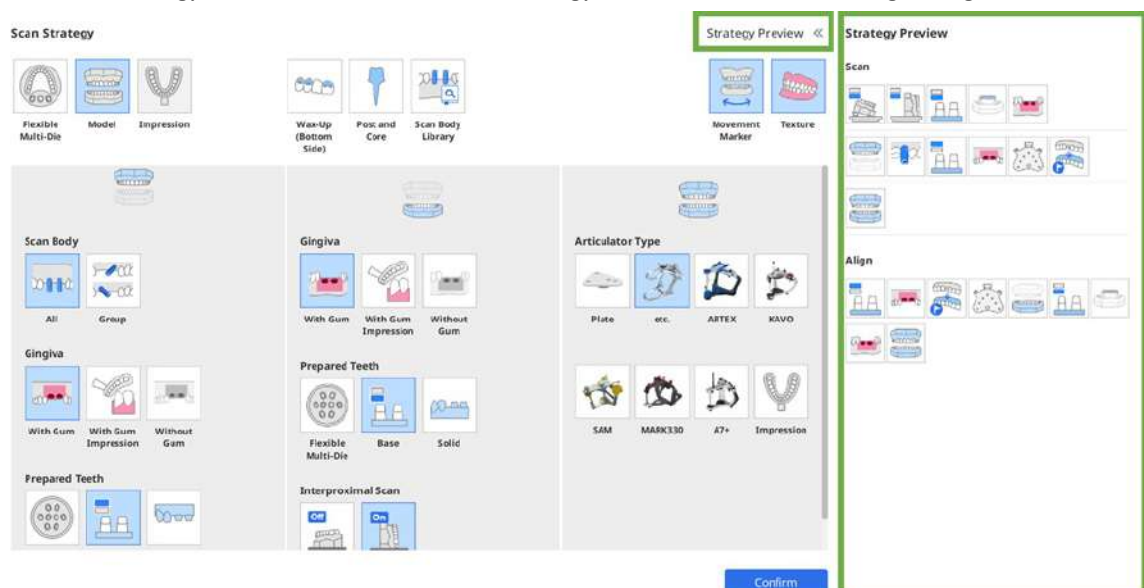 Scan Strategy
Strategy Preview «
Strategy Preview
Scan
Flexible
Multi-Die
Model
Impression
Wax-Up
(Bottom
Side)
Post and
Core
Scan Body
Library
Movement
Marker
Texture
Align
Scan Body
All
Group
Gingiva
With Gum
With Gum
Impression
Without
Gum
Prepared Teeth
Gingiva
With Gum
With Gum
Impression
Without
Gum
Prepared Teeth
Flexible
Multi-Die
Base
Solid
Interproximal Scan
Off
On
Articulator Type
Plate
etc.
ARTEX
KAVO
SAM
MARK330
A7+
Impression
Confirm